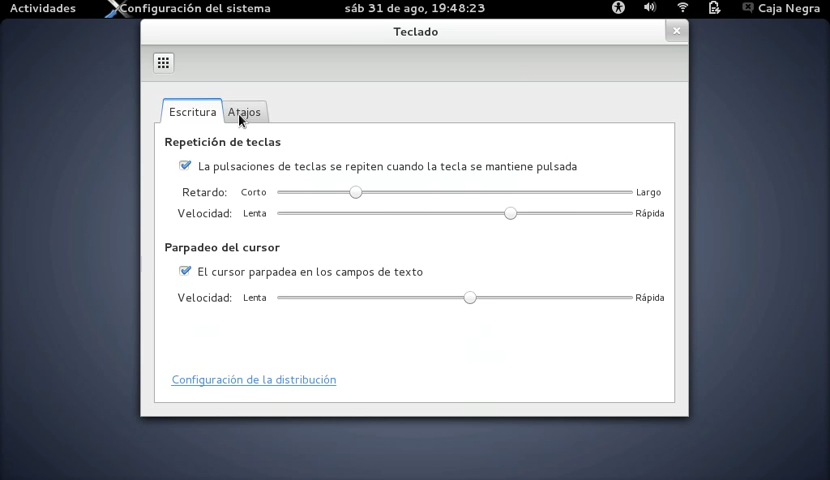 Actividades Configuración del sistema sáb 31 de ago, 19:48:23 Caja Negra
Teclado
Escritura Atajos
Repetición de teclas
La pulsaciones de teclas se repiten cuando la tecla se mantiene pulsada
Retardo: Corto Largo
Velocidad: Lenta Rápida
Parpadeo del cursor
El cursor parpadea en los campos de texto
Velocidad: Lenta Rápida
Configuración de la distribución